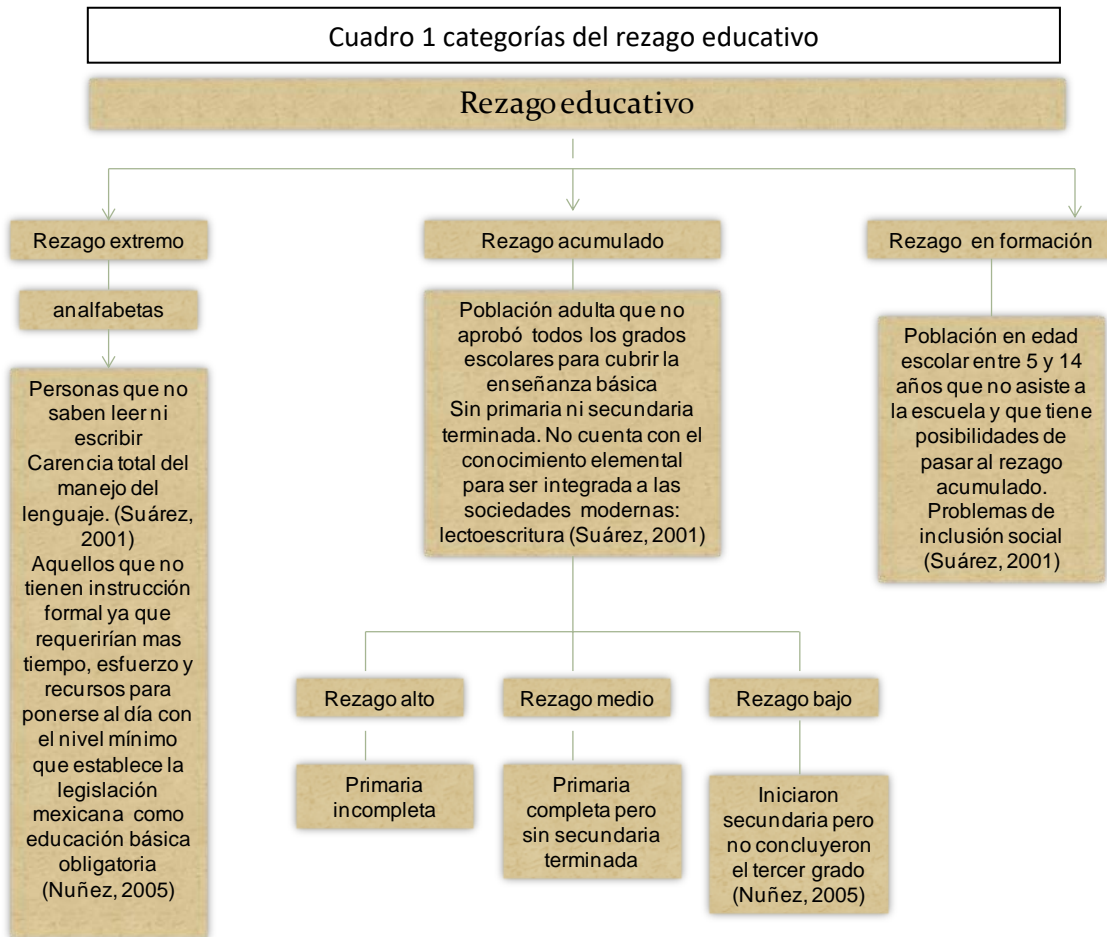 Cuadro 1 categorías del rezago educativo
Rezago educativo
Rezago extremo
analfabetas
Personas que no
saben leer ni
escribir
Carencia total del
manejo del
lenguaje. (Suárez,
2001)
Aquellos que no
tienen instrucción
formal ya que
requerirían mas
tiempo, esfuerzo y
recursos para
ponerse al día con
el nivel mínimo
que establece la
legislación
mexicana como
educación básica
obligatoria
(Nuñez, 2005)
Rezago acumulado
Población adulta que no
aprobó todos los grados
escolares para cubrir la
enseñanza básica
Sin primaria ni secundaria
terminada. No cuenta con el
conocimiento elemental
para ser integrada a las
sociedades modernas:
lectoescritura (Suárez, 2001)
Rezago alto
Primaria
incompleta
Rezago medio
Primaria
completa pero
sin secundaria
terminada
Rezago bajo
Iniciaron
secundaria pero
no concluyeron
el tercer grado
(Nuñez, 2005)
Rezago en formación
Población en edad
escolar entre 5 y 14
años que no asiste a
la escuela y que tiene
posibilidades de
pasar al rezago
acumulado.
Problemas de
inclusión social
(Suárez, 2001)